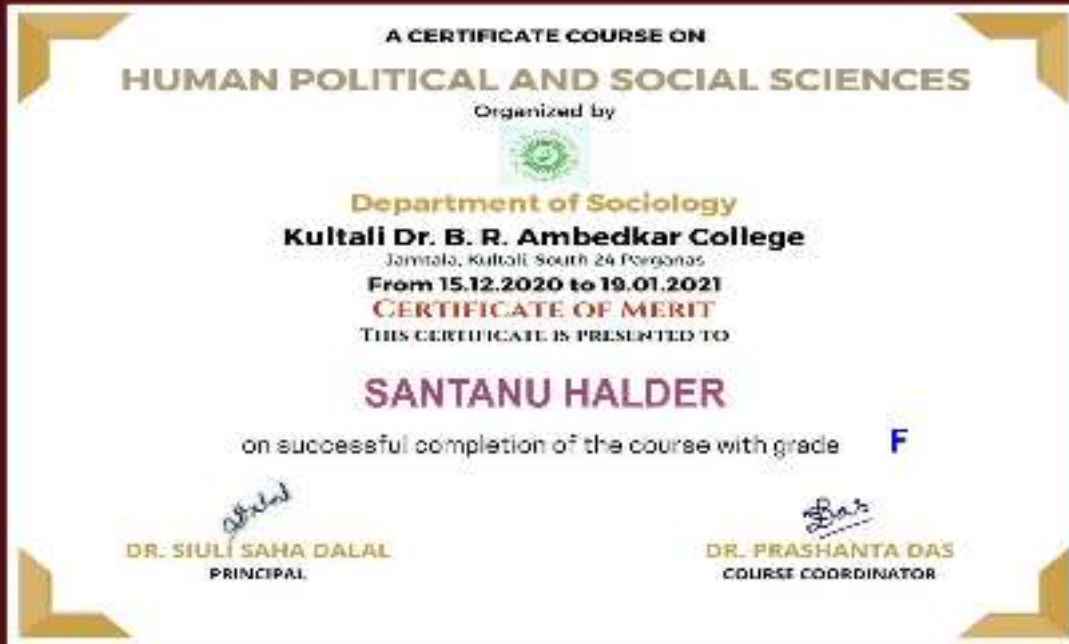 A CERTIFICATE COURSE ON
HUMAN POLITICAL AND SOCIAL SCIENCES
Organized by
Department of Sociology
Kultali Dr. B. R. Ambedkar College
Jamtala, Kultali, South 24 Parganas
From 15.12.2020 to 19.01.2021
CERTIFICATE OF MERIT
THIS CERTIFICATE IS PRESENTED TO
SANTANU HALDER
on successful completion of the course with grade F
Das
DR. SIULI SAHA DALAL DR. PRASHANTA DAS
PRINCIPAL COURSE COORDINATOR